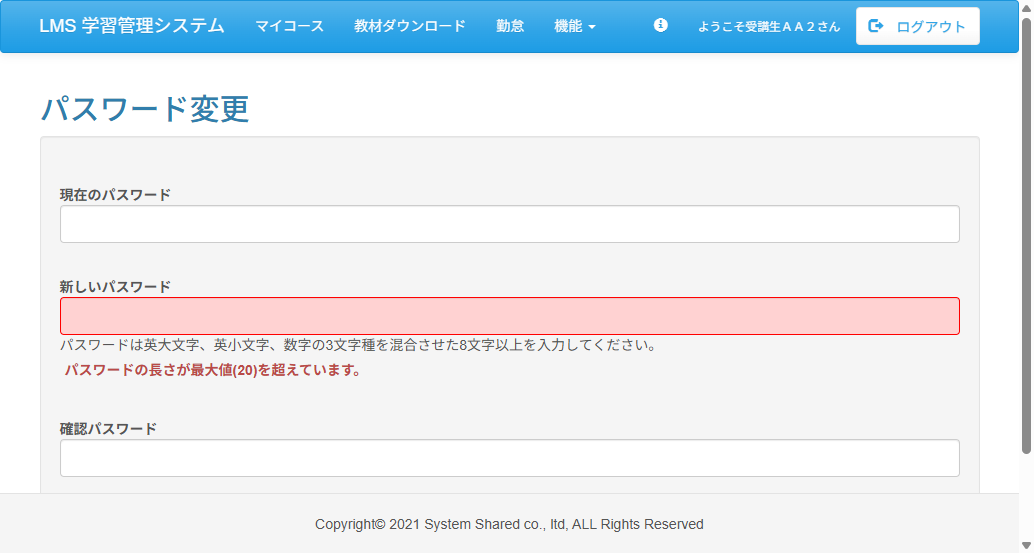 LMS 学習管理システム マイコース 教材ダウンロード 勤怠 機能 ようこそ受講生ＡＡ２さん ログアウト
パスワード変更
現在のパスワード
新しいパスワード
パスワードは英大文字、英小文字、数字の3文字種を混合させた8文字以上を入力してください。
パスワードの長さが最大値(20)を超えています。
確認パスワード
Copyright© 2021 System Shared co., ltd, ALL Rights Reserved